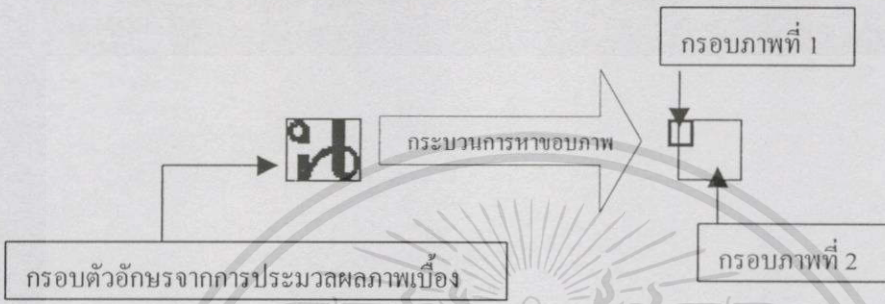 กรอบภาพที่ 1
กระบวนการหาขอบภาพ
กรอบภาพที่ 2
กรอบตัวอักษรจากการประมวลผลภาพเบื้อง